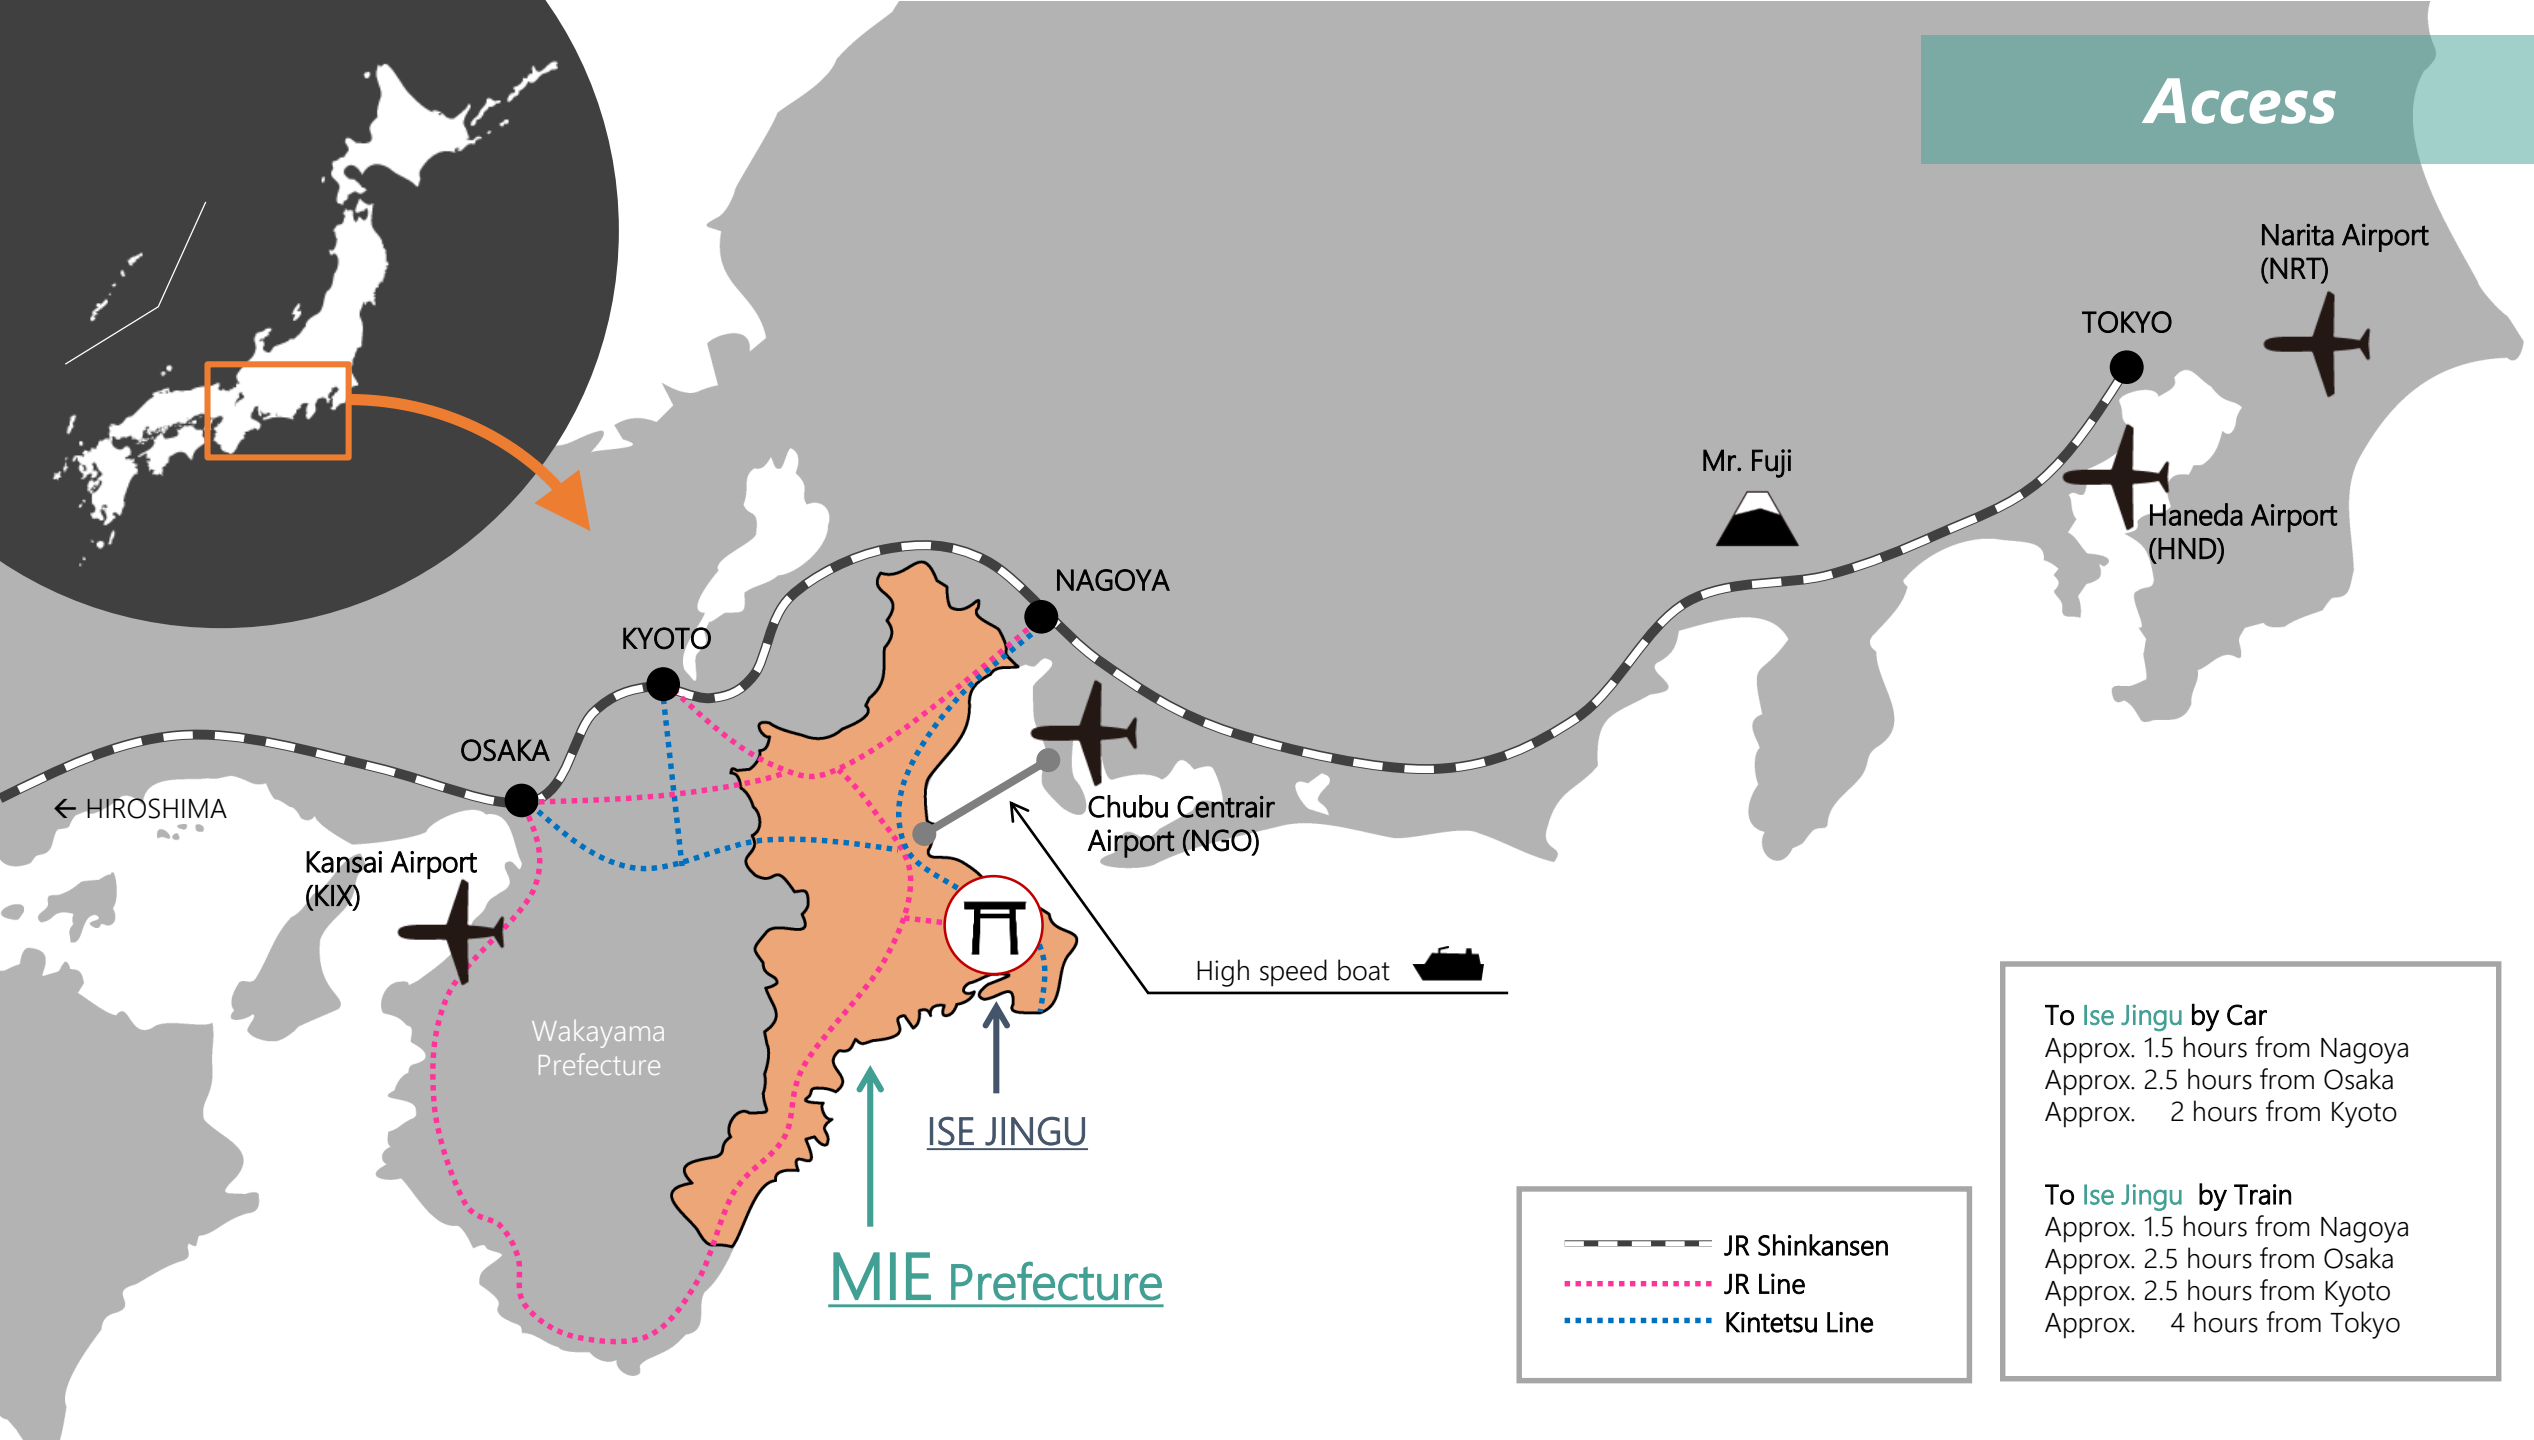 Access
Narita Airport
(NRT)
TOKYO
Mr. Fuji
Haneda Airport
(HND)
NAGOYA
KYOTO
OSAKA
← HIROSHIMA
Chubu Centrair
Airport (NGO)
Kansai Airport
(KIX)
High speed boat
Wakayama
Prefecture
ISE JINGU
MIE Prefecture
JR Shinkansen
JR Line
Kintetsu Line
To Ise Jingu by Car
Approx. 1.5 hours from Nagoya
Approx. 2.5 hours from Osaka
Approx. 2 hours from Kyoto
To Ise Jingu by Train
Approx. 1.5 hours from Nagoya
Approx. 2.5 hours from Osaka
Approx. 2.5 hours from Kyoto
Approx. 4 hours from Tokyo